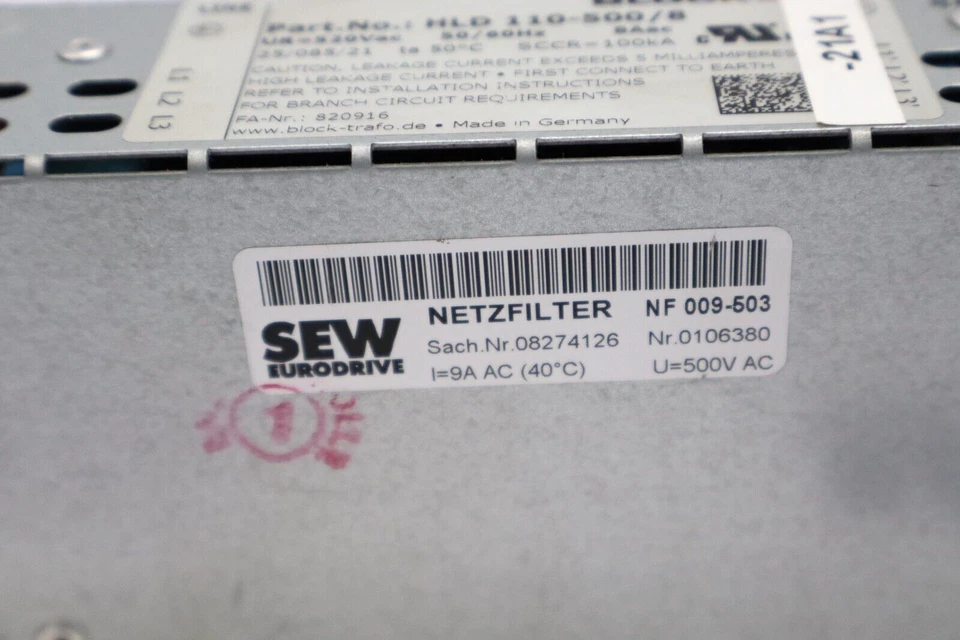 LINE
Part.No.: HLD 110-500/8
50/60Hz 8Aac
ta 50°C SCCR=100kA
CAUTION, LEAKAGE CURRENT EXCEEDS 5 MILLIAMPERES
HIGH LEAKAGE CURRENT • FIRST CONNECT TO EARTH
REFER TO INSTALLATION INSTRUCTIONS
FOR BRANCH CIRCUIT REQUIREMENTS
FA-Nr.: 820916
www.block-trafo.de • Made in Germany
L1 L2 L3
-21A1
NETZFILTER NF 009-503
SEW
EURODRIVE
Sach.Nr.08274126 Nr.0106380
I=9A AC (40°C) U=500V AC
1